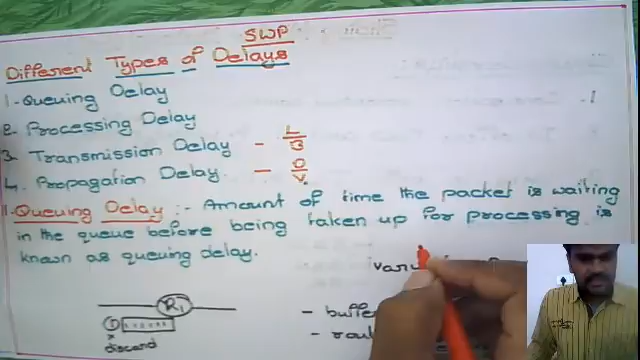 SWP
Different Types of Delays
1. Queuing Delay
2. Processing Delay
3. Transmission Delay - L/B
4. Propagation Delay - D/V
1. Queuing Delay :- Amount of time the packet is waiting
in the queue before being taken up for processing is
known as queuing delay.
R1
discard